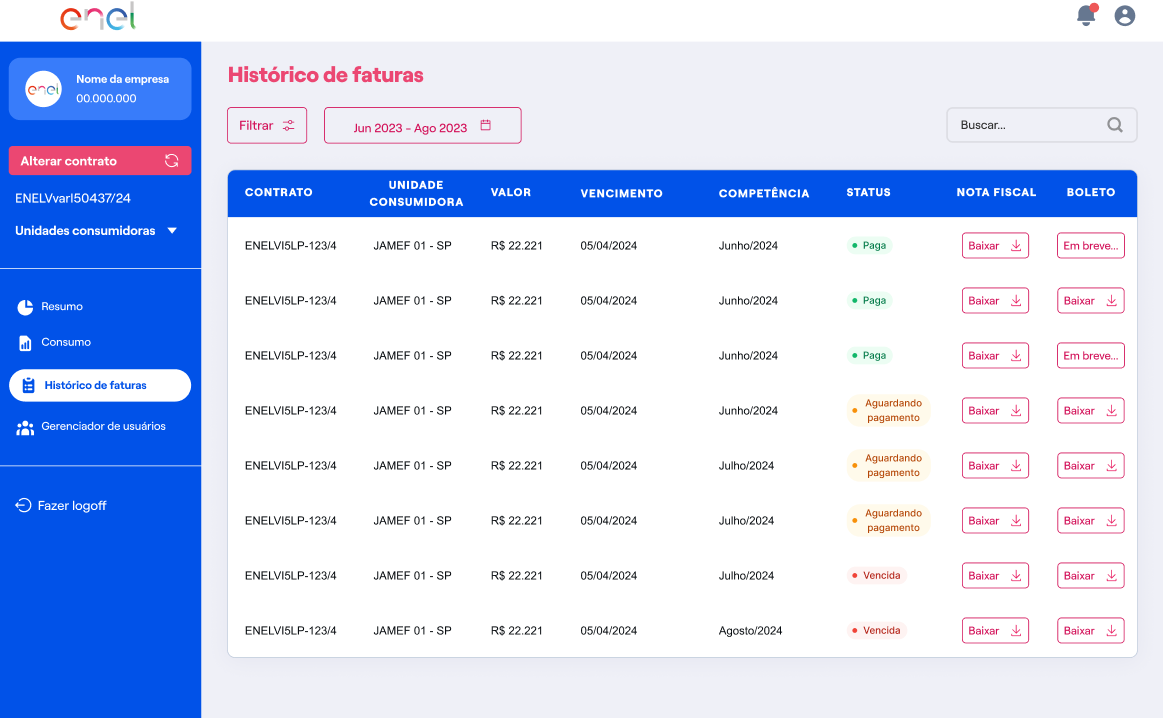 enel
enel
Nome da empresa
00.000.000
Alterar contrato
ENELVvarl50437/24
Unidades consumidoras
Resumo
Consumo
Histórico de faturas
Gerenciador de usuários
Fazer logoff
Histórico de faturas
Filtrar
Jun 2023 - Ago 2023
Buscar...
CONTRATO UNIDADE CONSUMIDORA VALOR VENCIMENTO COMPETÊNCIA STATUS NOTA FISCAL BOLETO
ENELVI5LP-123/4 JAMEF 01 - SP R$ 22.221 05/04/2024 Junho/2024 Paga Baixar Em breve...
ENELVI5LP-123/4 JAMEF 01 - SP R$ 22.221 05/04/2024 Junho/2024 Paga Baixar Baixar
ENELVI5LP-123/4 JAMEF 01 - SP R$ 22.221 05/04/2024 Junho/2024 Paga Baixar Em breve...
ENELVI5LP-123/4 JAMEF 01 - SP R$ 22.221 05/04/2024 Junho/2024 Aguardando pagamento Baixar Baixar
ENELVI5LP-123/4 JAMEF 01 - SP R$ 22.221 05/04/2024 Julho/2024 Aguardando pagamento Baixar Baixar
ENELVI5LP-123/4 JAMEF 01 - SP R$ 22.221 05/04/2024 Julho/2024 Aguardando pagamento Baixar Baixar
ENELVI5LP-123/4 JAMEF 01 - SP R$ 22.221 05/04/2024 Julho/2024 Vencida Baixar Baixar
ENELVI5LP-123/4 JAMEF 01 - SP R$ 22.221 05/04/2024 Agosto/2024 Vencida Baixar Baixar